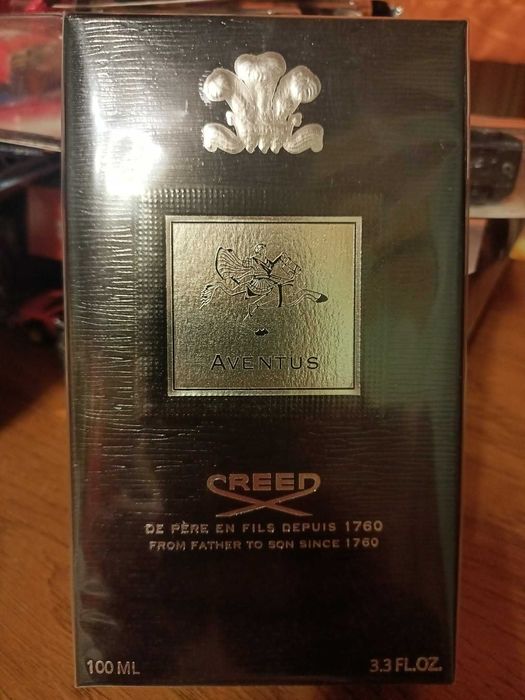 AVENTUS
CREED
DE PÈRE EN FILS DEPUIS 1760
FROM FATHER TO SON SINCE 1760
100 ML
3.3 FL.OZ.